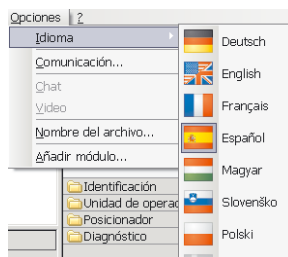 Opciones ?
Idioma
Comunicación...
Chat
Video
Nombre del archivo...
Añadir módulo...
Deutsch
English
Français
Español
Magyar
Slovenško
Polski
Identificación
Unidad de operac
Posicionador
Diagnóstico